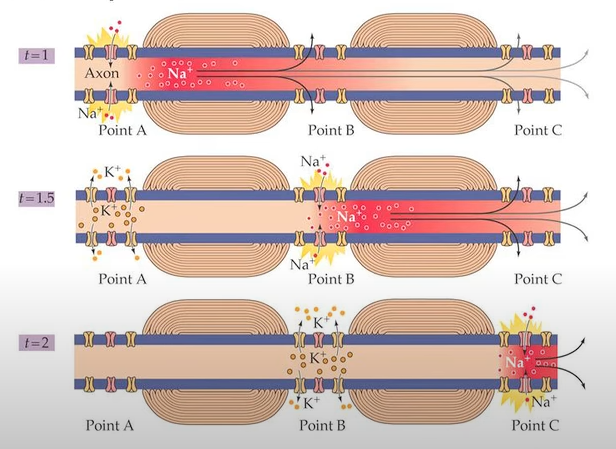 t=1
Axon
Na⁺
Na⁺
Point A
Point B
Point C
t=1.5
K⁺
K⁺
Na⁺
Na⁺
Na⁺
Point A
Point B
Point C
t=2
K⁺
K⁺
K⁺
Na⁺
Na⁺
Point A
Point B
Point C